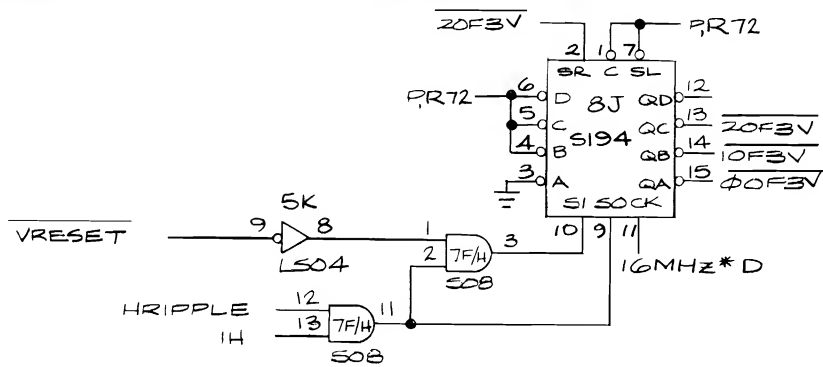 2OF3V
P,R72
2 1 7
SR C SL
P,R72
6 D 8J QD 12
5 C S194 QC 13 2OF3V
4 B QB 14 1OF3V
3 A QA 15 ØOF3V
S1 SO CK
10 9 11
16MHZ* D
5K
VRESET 9 8
LS04
1
2 7F/H 3
S08
HRIPPLE 12
1H 13 7F/H 11
S08